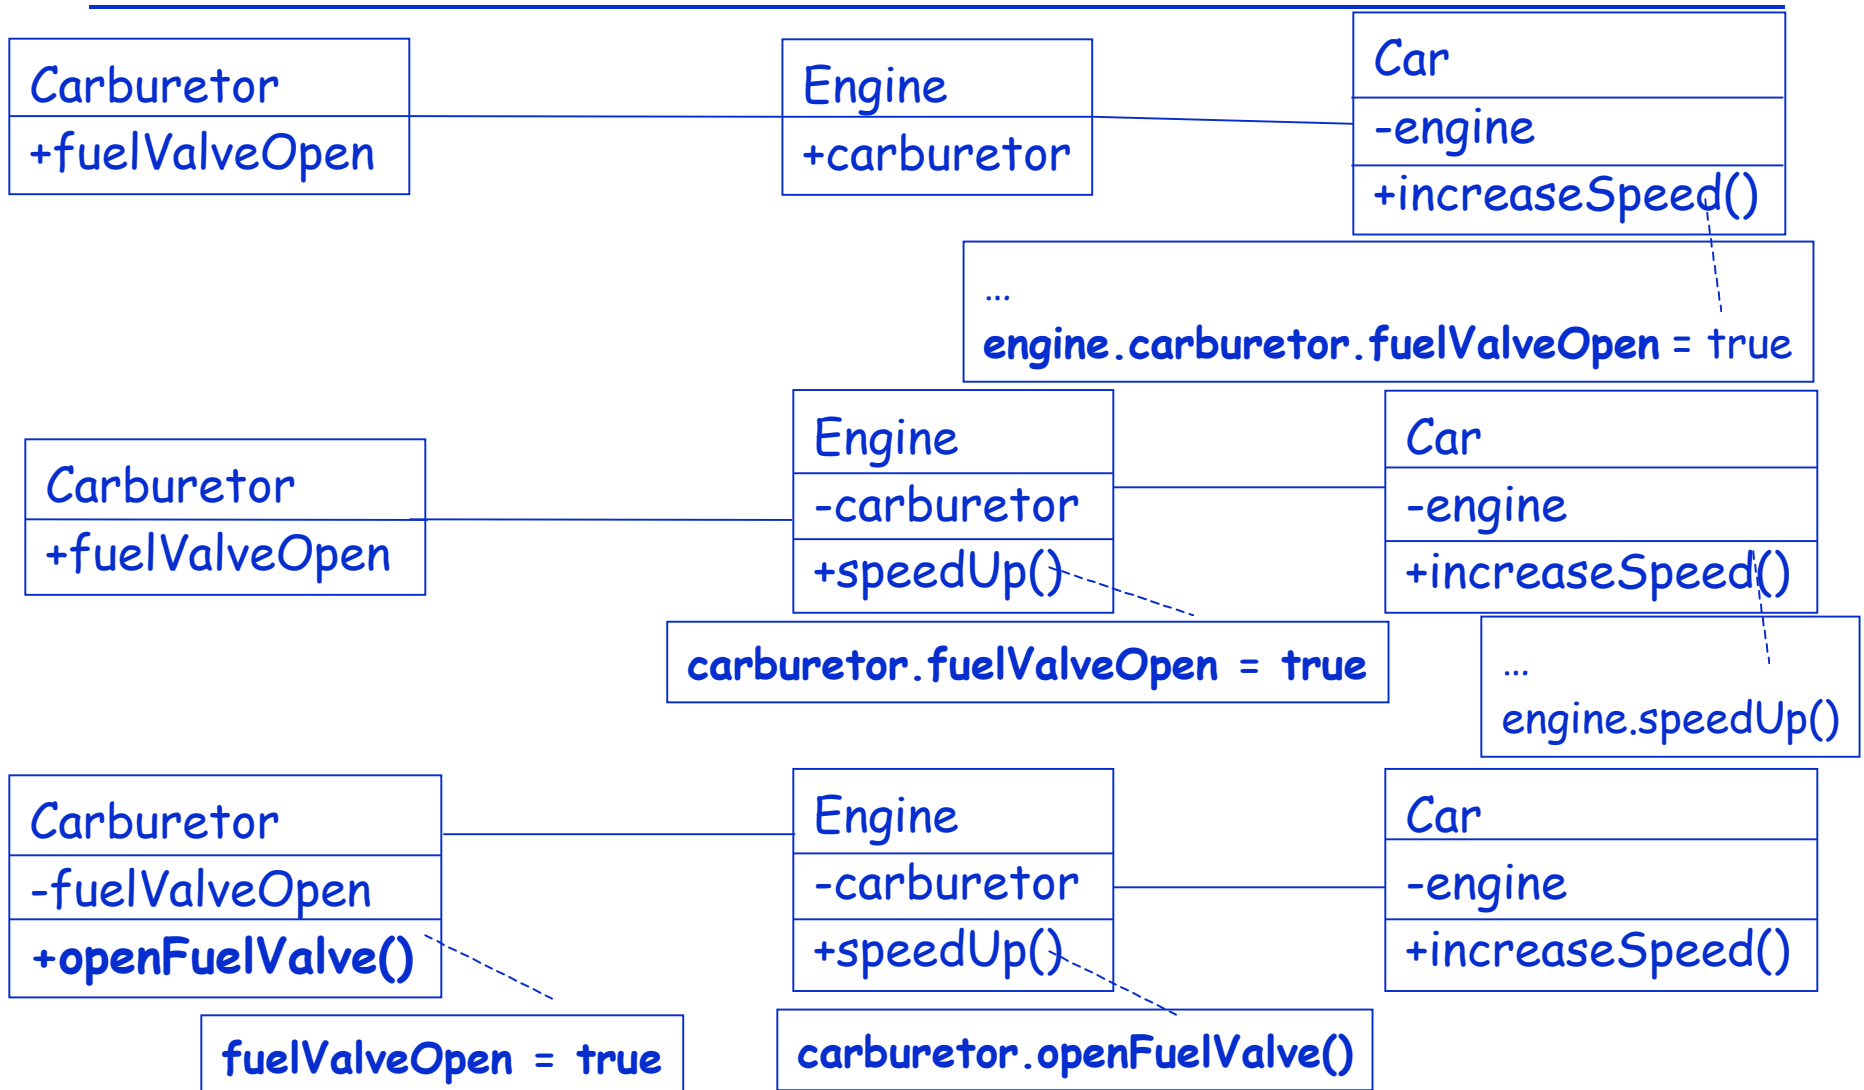 Carburetor
+fuelValveOpen
Engine
+carburetor
Car
-engine
+increaseSpeed()
...
engine.carburetor.fuelValveOpen = true
Carburetor
+fuelValveOpen
Engine
-carburetor
+speedUp()
carburetor.fuelValveOpen = true
Car
-engine
+increaseSpeed()
...
engine.speedUp()
Carburetor
-fuelValveOpen
+openFuelValve()
fuelValveOpen = true
Engine
-carburetor
+speedUp()
carburetor.openFuelValve()
Car
-engine
+increaseSpeed()